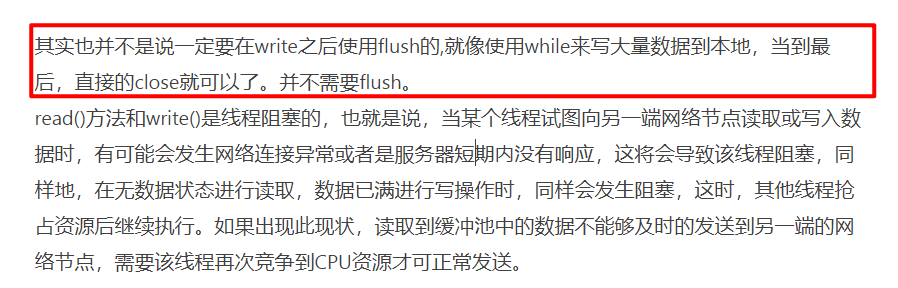 其实也并不是说一定要在write之后使用flush的,就像使用while来写大量数据到本地，当到最
后，直接的close就可以了。并不需要flush。
read()方法和write()是线程阻塞的，也就是说，当某个线程试图向另一端网络节点读取或写入数
据时，有可能会发生网络连接异常或者是服务器短期内没有响应，这将会导致该线程阻塞，同
样地，在无数据状态进行读取，数据已满进行写操作时，同样会发生阻塞，这时，其他线程抢
占资源后继续执行。如果出现此现状，读取到缓冲池中的数据不能够及时的发送到另一端的网
络节点，需要该线程再次竞争到CPU资源才可正常发送。